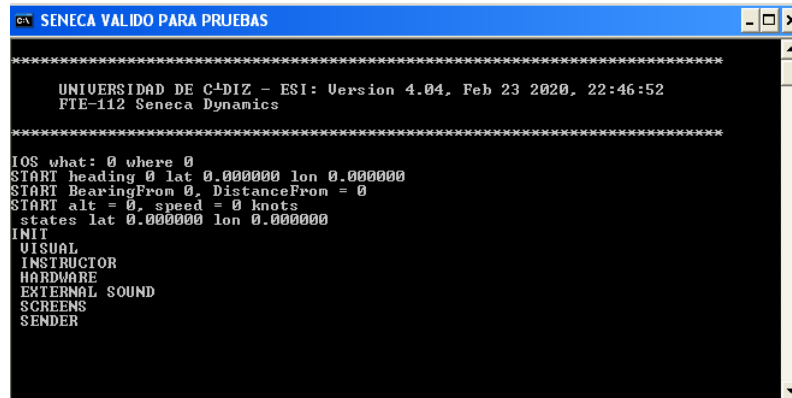 SENECA VALIDO PARA PRUEBAS
***************************************************************************
UNIVERSIDAD DE C┴DIZ - ESI: Version 4.04, Feb 23 2020, 22:46:52
FTE-112 Seneca Dynamics
***************************************************************************
IOS what: 0 where 0
START heading 0 lat 0.000000 lon 0.000000
START BearingFrom 0, DistanceFrom = 0
START alt = 0, speed = 0 knots
states lat 0.000000 lon 0.000000
INIT
VISUAL
INSTRUCTOR
HARDWARE
EXTERNAL SOUND
SCREENS
SENDER